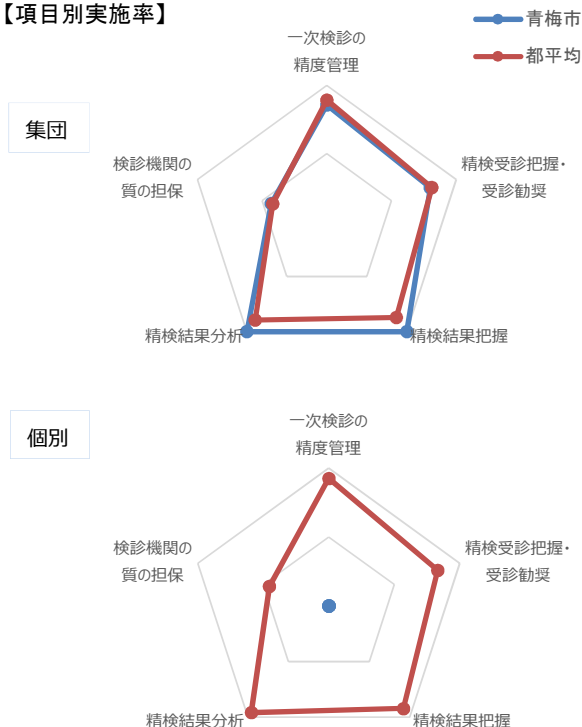 【項目別実施率】
青梅市
都平均
集団
一次検診の
精度管理
検診機関の
質の担保
精検受診把握・
受診勧奨
精検結果分析
精検結果把握
個別
一次検診の
精度管理
検診機関の
質の担保
精検受診把握・
受診勧奨
精検結果分析
精検結果把握